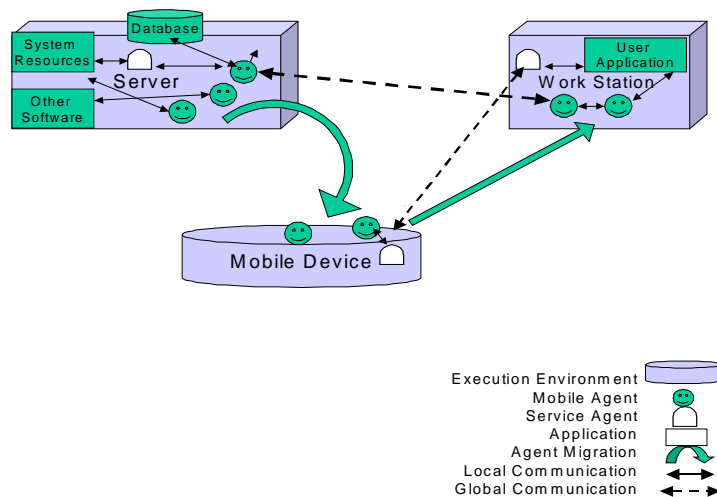 Database
System
Resources
Server
Other
Software
User
Application
Work Station
Mobile Device
Execution Environment
Mobile Agent
Service Agent
Application
Agent Migration
Local Communication
Global Communication